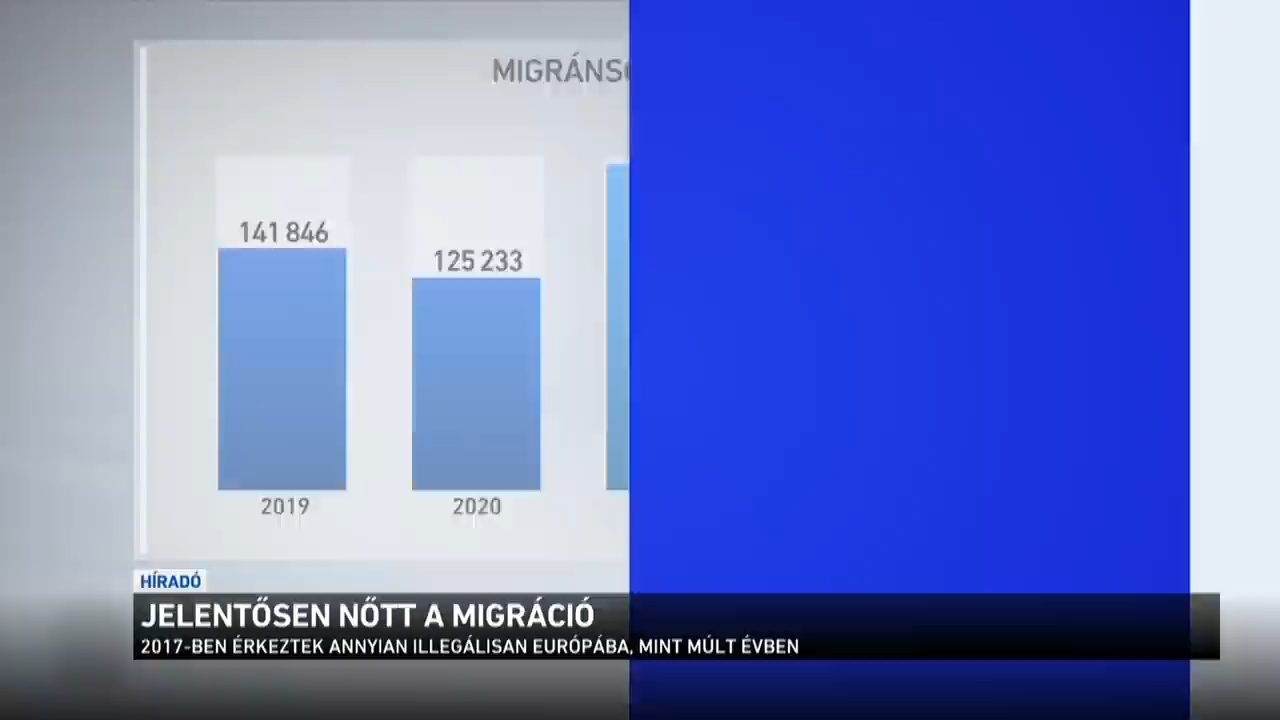 141 846
125 233
2019
2020
HÍRADÓ
JELENTŐSEN NŐTT A MIGRÁCIÓ
2017-BEN ÉRKEZTEK ANNYIAN ILLEGÁLISAN EURÓPÁBA, MINT MÚLT ÉVBEN